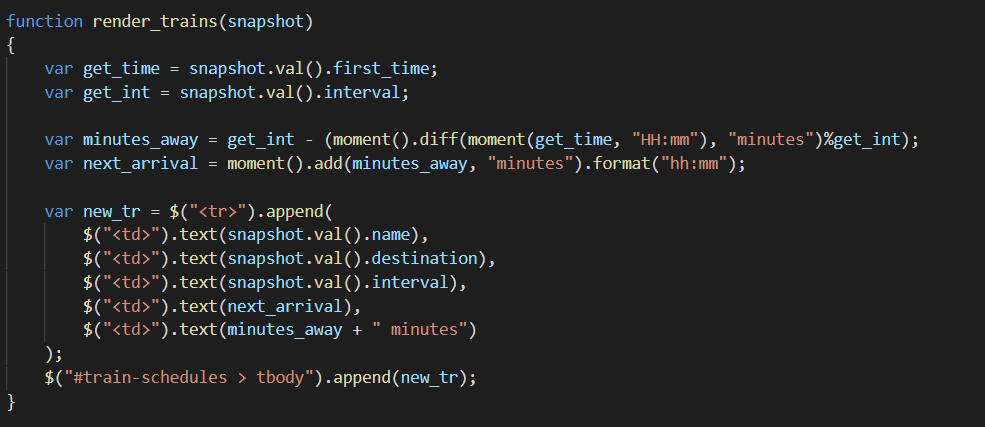 function render_trains(snapshot)
{
    var get_time = snapshot.val().first_time;
    var get_int = snapshot.val().interval;

    var minutes_away = get_int - (moment().diff(moment(get_time, "HH:mm"), "minutes")%get_int);
    var next_arrival = moment().add(minutes_away, "minutes").format("hh:mm");

    var new_tr = $("<tr>").append(
        $("<td>").text(snapshot.val().name),
        $("<td>").text(snapshot.val().destination),
        $("<td>").text(snapshot.val().interval),
        $("<td>").text(next_arrival),
        $("<td>").text(minutes_away + " minutes")
    );
    $("#train-schedules > tbody").append(new_tr);
}